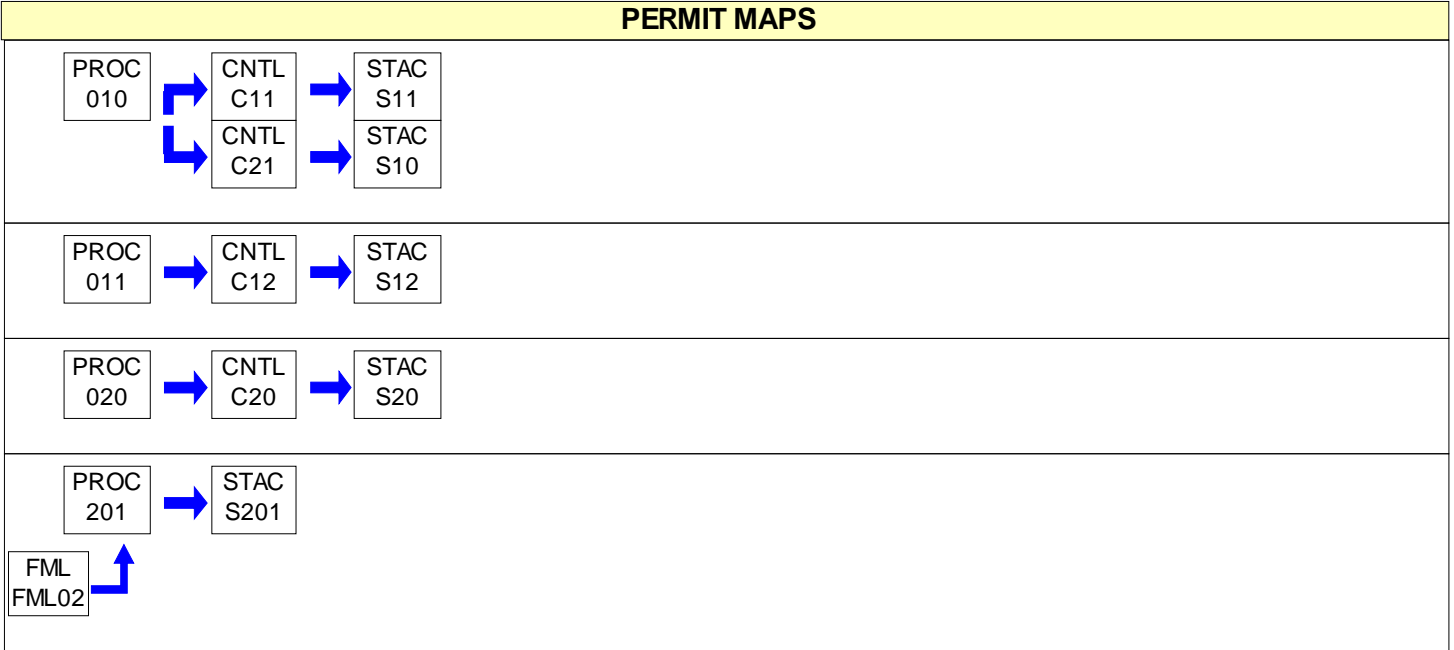 PERMIT MAPS
PROC CNTL STAC
010 C11 S11
CNTL STAC
C21 S10
PROC CNTL STAC
011 C12 S12
PROC CNTL STAC
020 C20 S20
PROC STAC
201 S201
FML
FML02